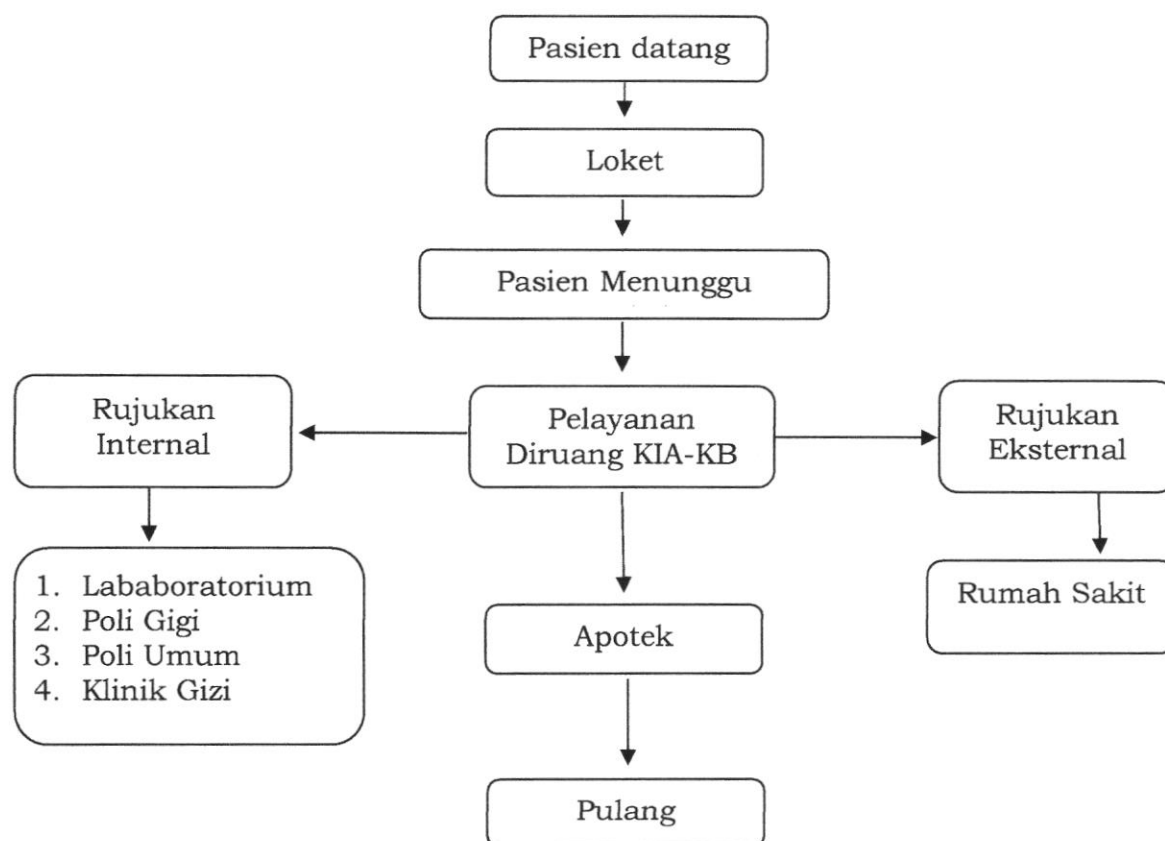 Pasien datang
Loket
Pasien Menunggu
Rujukan
Internal
Pelayanan
Diruang KIA-KB
Rujukan
Eksternal
1. Lababoratorium
2. Poli Gigi
3. Poli Umum
4. Klinik Gizi
Apotek
Rumah Sakit
Pulang